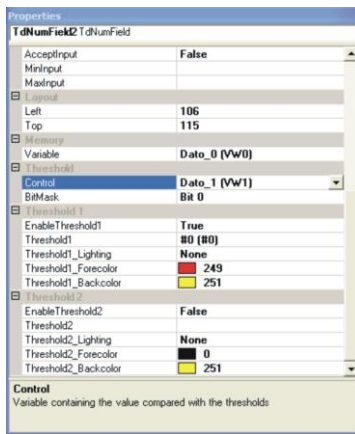 Properties
TdNumField2 TdNumField
AcceptInput False
MinInput
MaxInput
Layout
Left 106
Top 115
Memory
Variable Dato_0 (VW0)
Threshold
Control Dato_1 (VW1)
BitMask Bit 0
Threshold 1
EnableThreshold1 True
Threshold1 #0 (#0)
Threshold1_Lighting None
Threshold1_Forecolor 249
Threshold1_Backcolor 251
Threshold 2
EnableThreshold2 False
Threshold2
Threshold2_Lighting None
Threshold2_Forecolor 0
Threshold2_Backcolor 251
Control
Variable containing the value compared with the thresholds